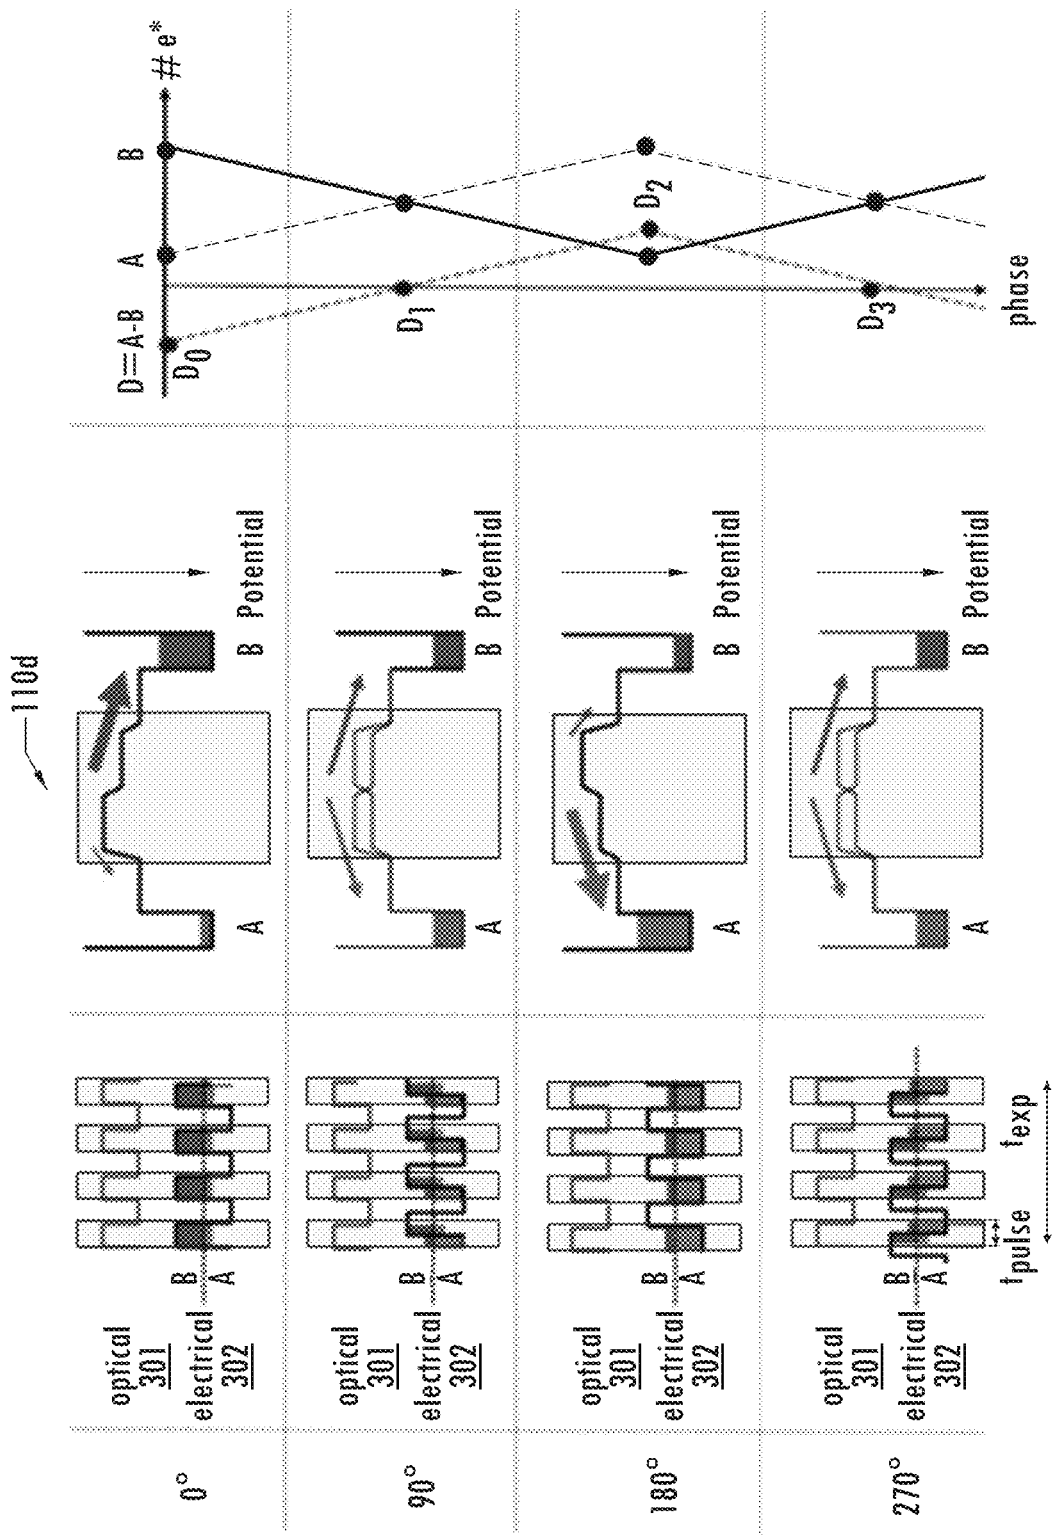 110d
0°
optical
301
electrical
302
B
A
A
B
Potential
D=A-B
A
B
# e*
D0
90°
optical
301
electrical
302
B
A
A
B
Potential
D1
180°
optical
301
electrical
302
B
A
A
B
Potential
D2
270°
optical
301
electrical
302
B
A
tpulse
texp
A
B
Potential
D3
phase